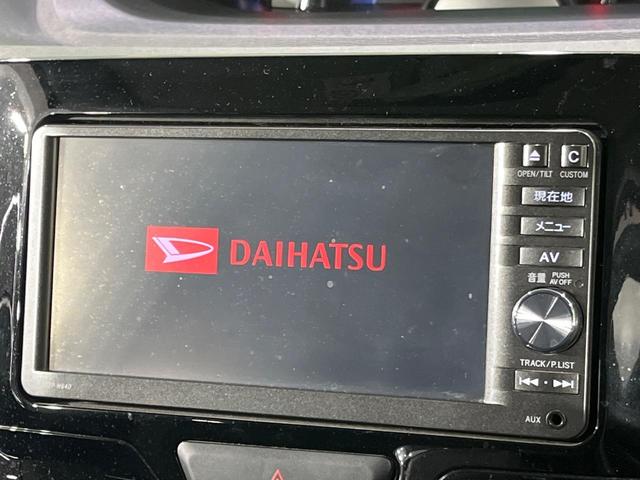 DAIHATSU
OPEN/TILT
C
CUSTOM
現在地
メニュー
AV
音量 PUSH AV OFF
TRACK/P.LIST
AUX